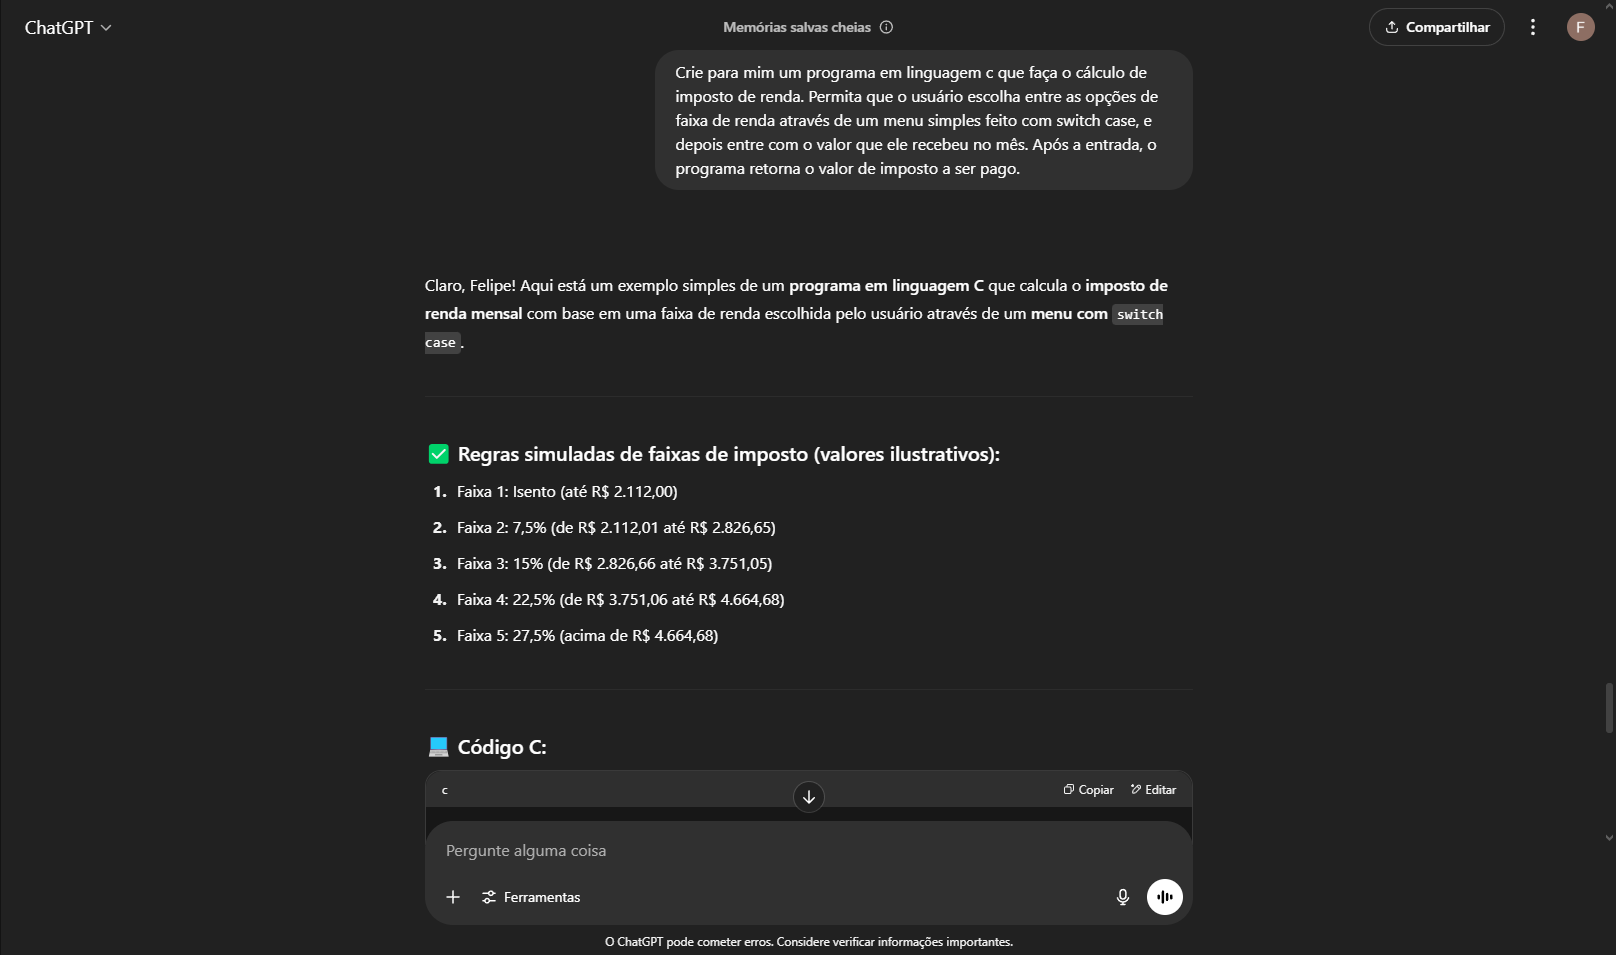 ChatGPT
Memórias salvas cheias
Compartilhar
F
Crie para mim um programa em linguagem c que faça o cálculo de
imposto de renda. Permita que o usuário escolha entre as opções de
faixa de renda através de um menu simples feito com switch case, e
depois entre com o valor que ele recebeu no mês. Após a entrada, o
programa retorna o valor de imposto a ser pago.
Claro, Felipe! Aqui está um exemplo simples de um programa em linguagem C que calcula o imposto de
renda mensal com base em uma faixa de renda escolhida pelo usuário através de um menu com switch
case.
Regras simuladas de faixas de imposto (valores ilustrativos):
1. Faixa 1: Isento (até R$ 2.112,00)
2. Faixa 2: 7,5% (de R$ 2.112,01 até R$ 2.826,65)
3. Faixa 3: 15% (de R$ 2.826,66 até R$ 3.751,05)
4. Faixa 4: 22,5% (de R$ 3.751,06 até R$ 4.664,68)
5. Faixa 5: 27,5% (acima de R$ 4.664,68)
Código C:
c
Copiar
Editar
Pergunte alguma coisa
Ferramentas
O ChatGPT pode cometer erros. Considere verificar informações importantes.